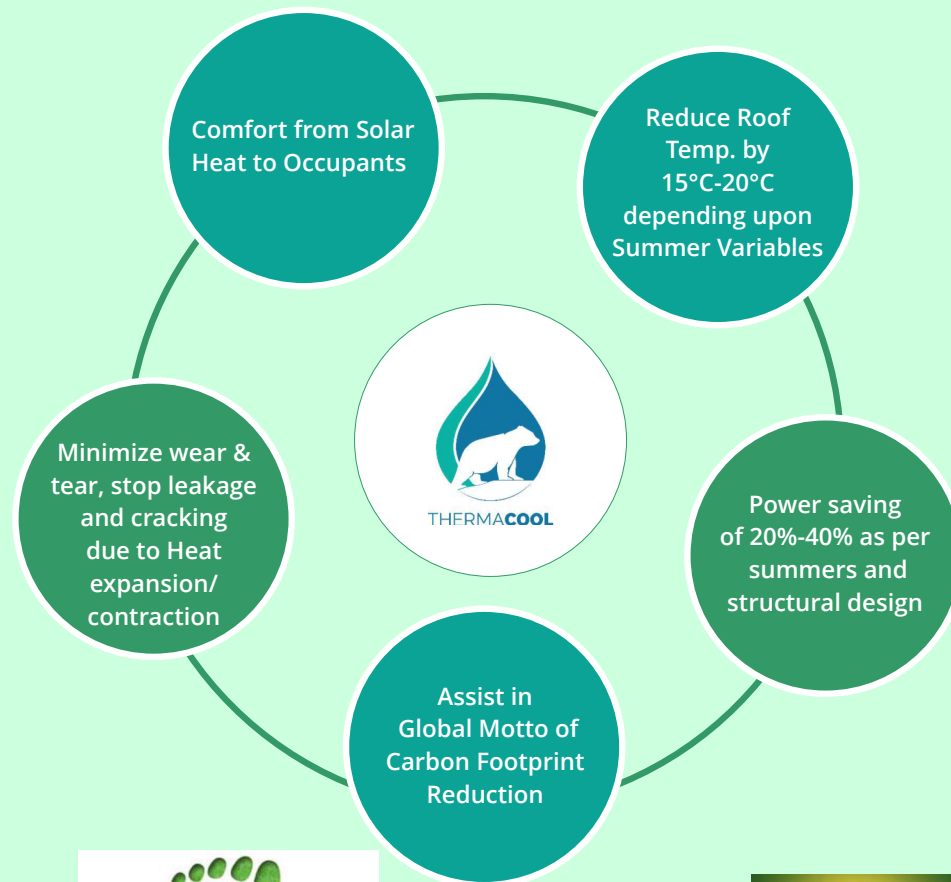 Comfort from Solar
Heat to Occupants
Reduce Roof
Temp. by
15°C-20°C
depending upon
Summer Variables
Minimize wear &
tear, stop leakage
and cracking
due to Heat
expansion/
contraction
THERMACOOL
Power saving
of 20%-40% as per
summers and
structural design
Assist in
Global Motto of
Carbon Footprint
Reduction